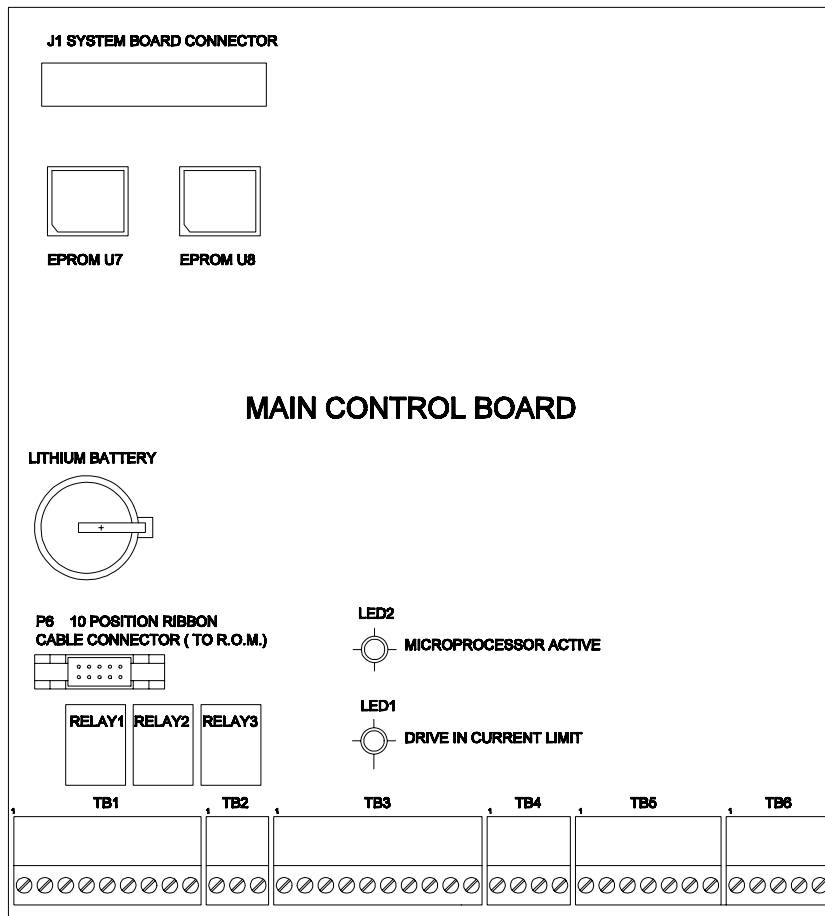 J1 SYSTEM BOARD CONNECTOR
EPROM U7 EPROM U8
MAIN CONTROL BOARD
LITHIUM BATTERY
+
P6 10 POSITION RIBBON
CABLE CONNECTOR ( TO R.O.M.)
LED2
MICROPROCESSOR ACTIVE
RELAY1 RELAY2 RELAY3
LED1
DRIVE IN CURRENT LIMIT
TB1 TB2 TB3 TB4 TB5 TB6
1 1 1 1 1 1